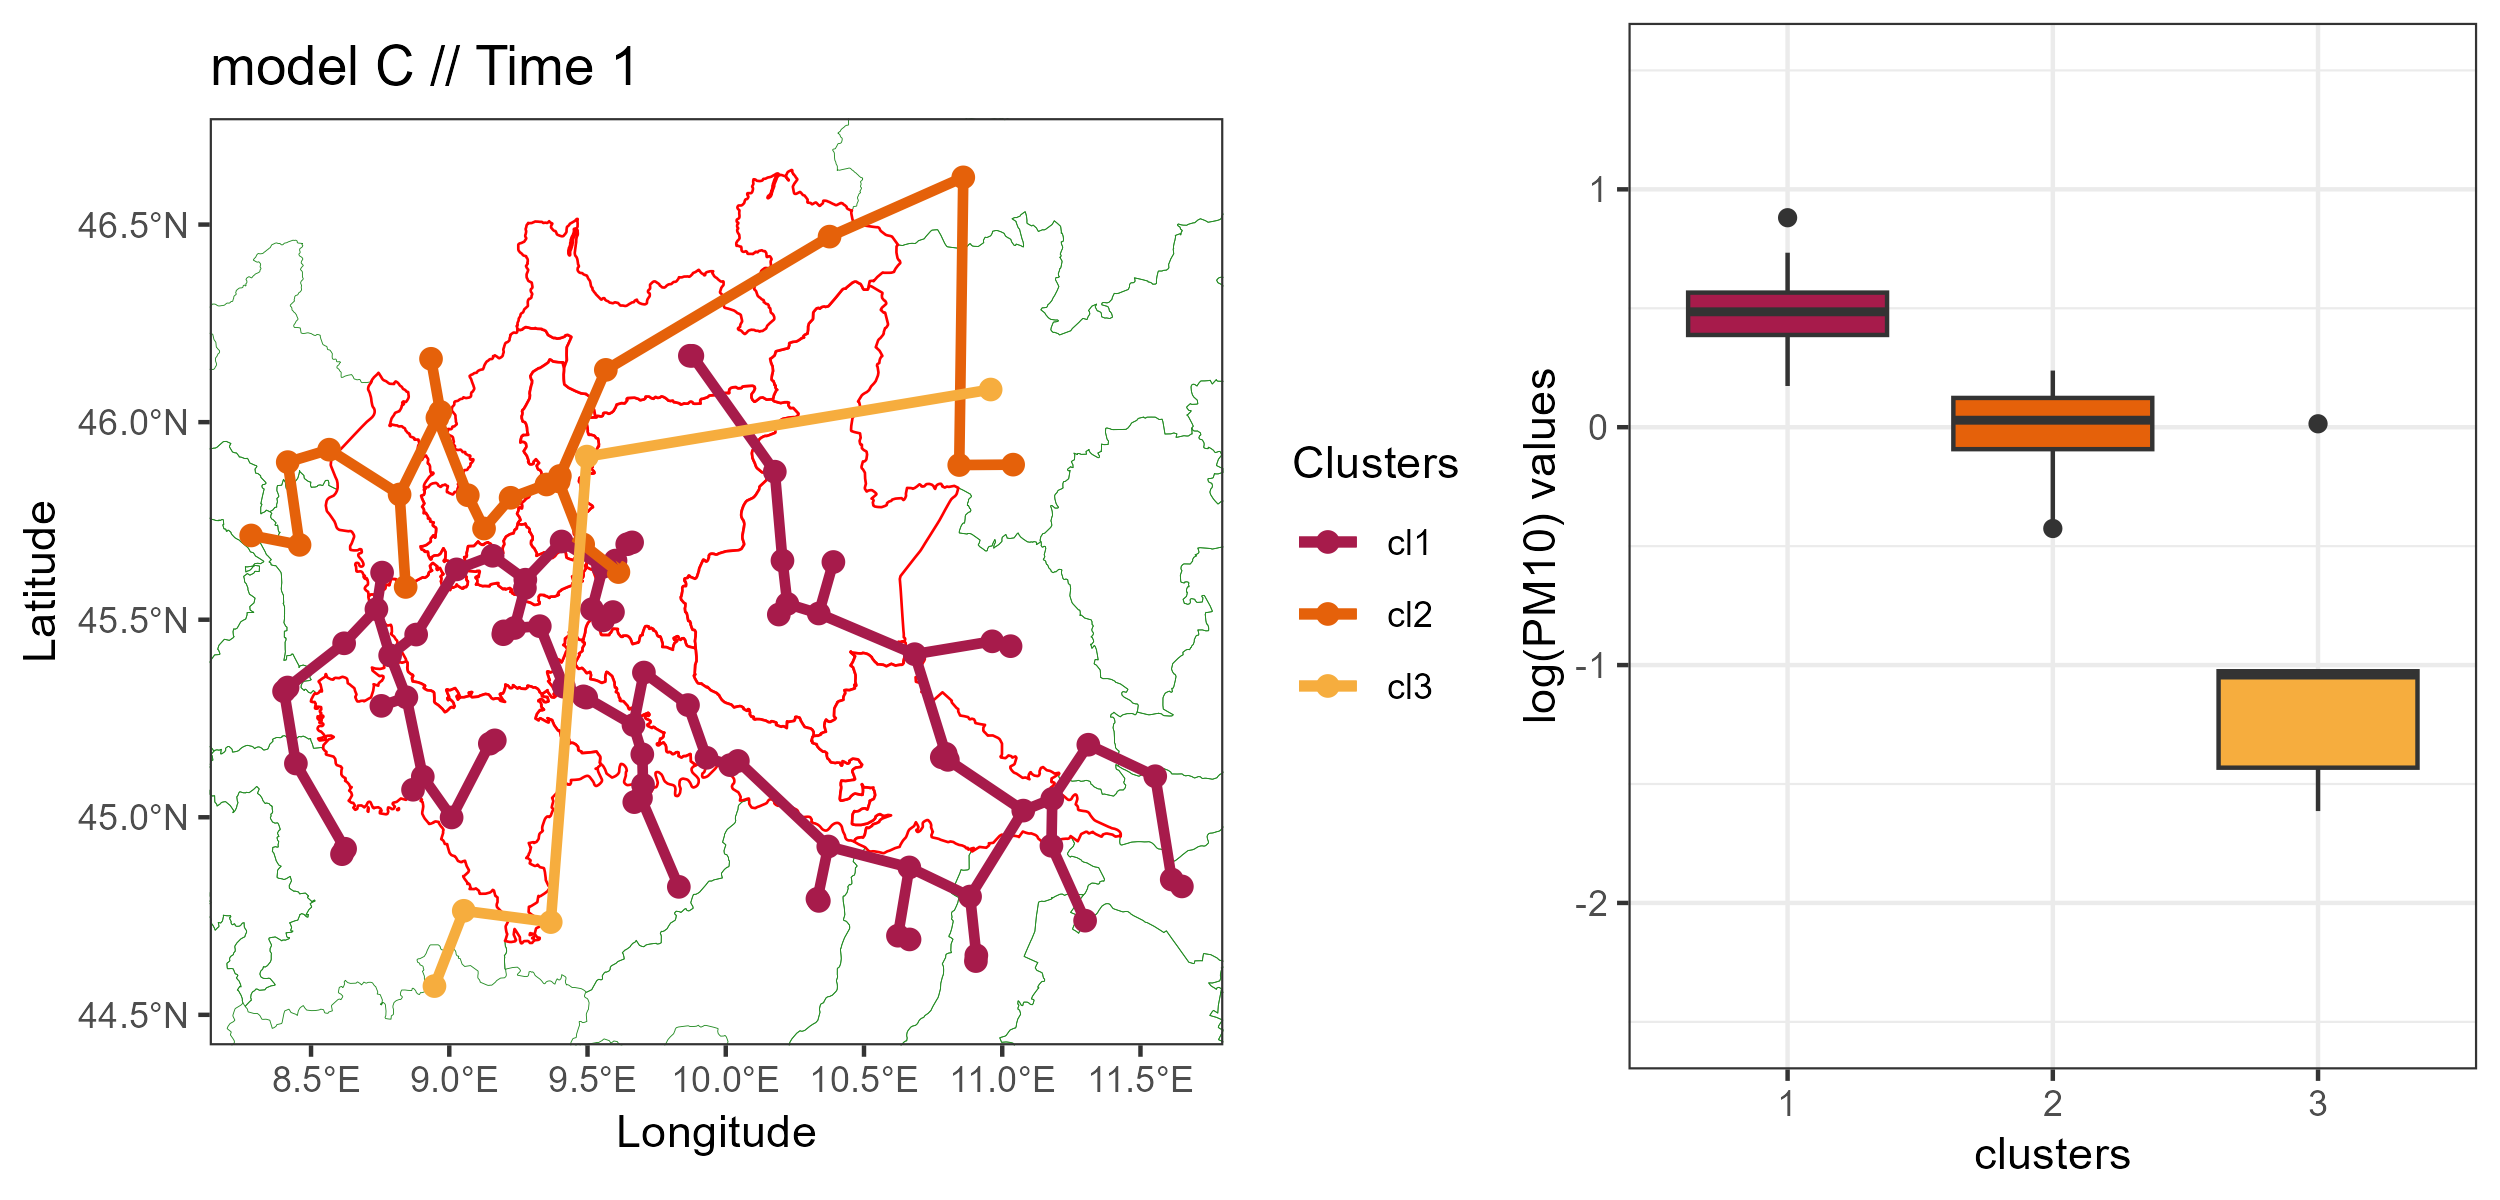 model C // Time 1
46.5°N
46.0°N
45.5°N
45.0°N
44.5°N
Latitude
8.5°E 9.0°E 9.5°E 10.0°E 10.5°E 11.0°E 11.5°E
Longitude
Clusters
cl1
cl2
cl3
log(PM10) values
1
0
-1
-2
1 2 3
clusters